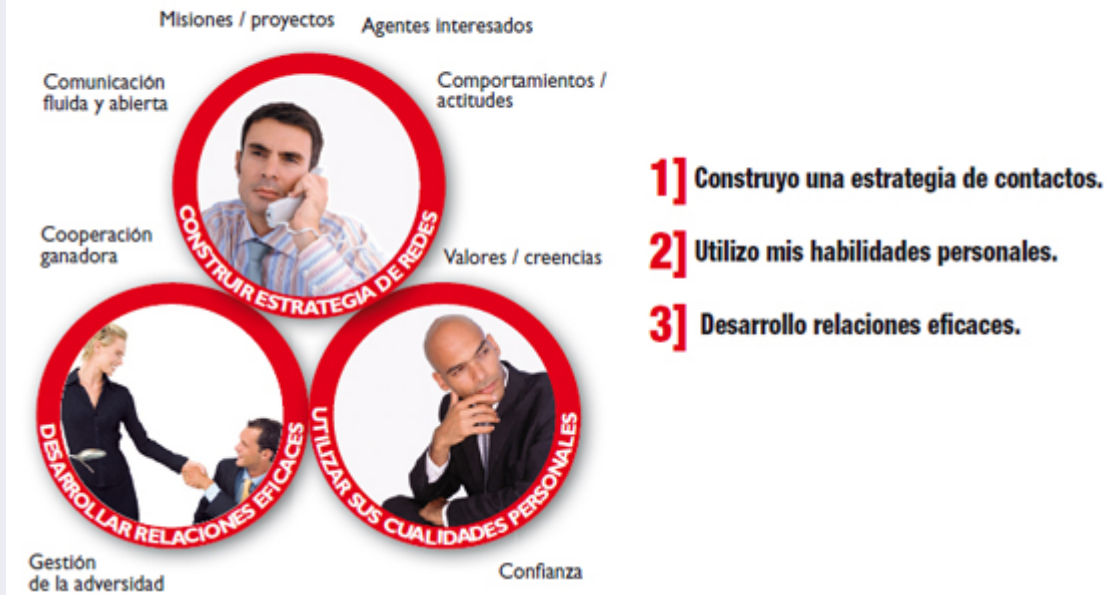 Misiones / proyectos
Agentes interesados
Comunicación
fluida y abierta
Comportamientos /
actitudes
CONSTRUIR ESTRATEGIA DE REDES
Cooperación
ganadora
Valores / creencias
DESARROLLAR RELACIONES EFICACES
UTILIZAR SUS CUALIDADES PERSONALES
Gestión
de la adversidad
Confianza
1] Construyo una estrategia de contactos.
2] Utilizo mis habilidades personales.
3] Desarrollo relaciones eficaces.